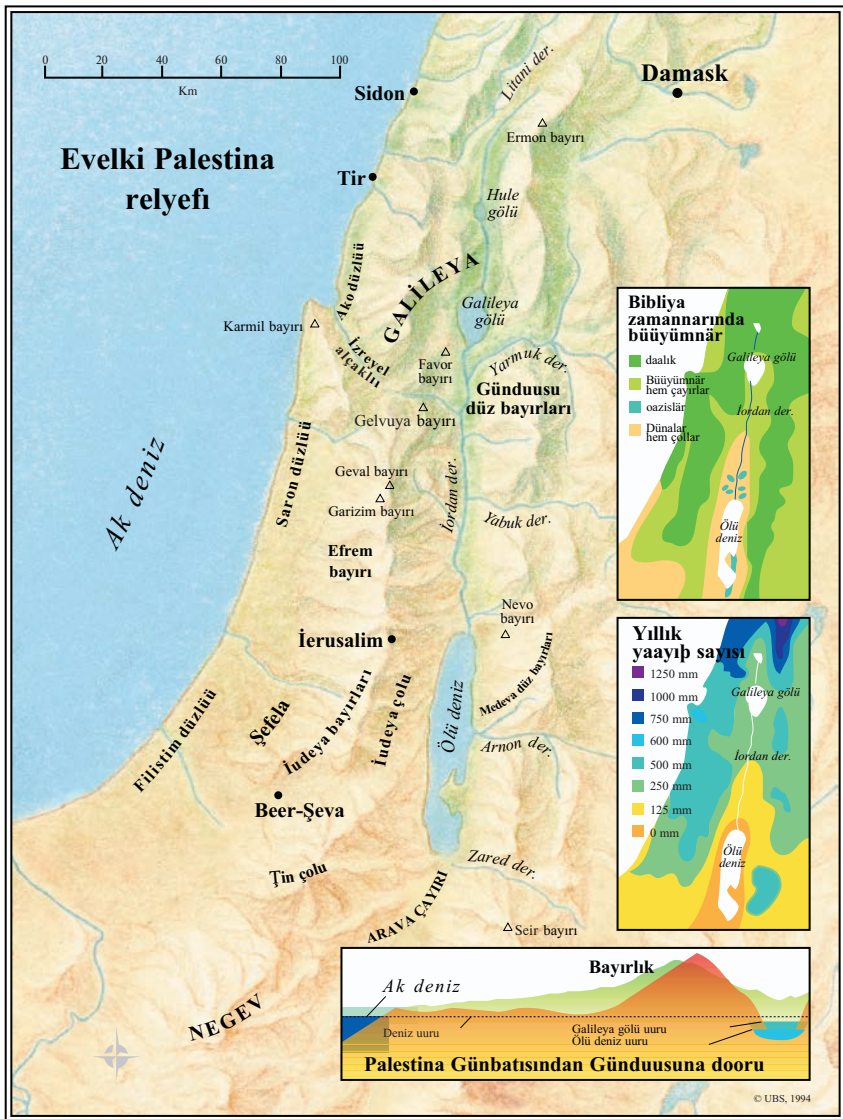 Evelki Palestina
relyefı
0 20 40 60 80 100
Km
Sidon
Damask
Litani der.
Ermon bayırı
Tir
Hule
gölü
Ako düzlüü
GALİLEYA
Galileya
gölü
Karmil bayırı
İzreyel
alçaklıı
Favor
bayırı
Yarmuk der.
Günduusu
düz bayırları
Gelvuya bayırı
Ak deniz
Saron düzlüü
Geval bayırı
Garizim bayırı
İordan der.
Yabuk der.
Efrem
bayırı
Nevo
bayırı
İerusalim
Medeva düz bayırları
Filistim düzlüü
Şefela
İudeya bayırları
İudeya çolu
Ölü deniz
Arnon der.
Beer-Şeva
Zared der.
Ţin çolu
ARAVA ÇAYIRI
Seir bayırı
NEGEV
Bibliya
zamannarında
büüyümnär
daalık
Büüyümnär
hem çayırlar
oazislär
Dünalar
hem çollar
Galileya gölü
İordan der.
Ölü
deniz
Yıllık
yaayıþ sayısı
1250 mm
1000 mm
750 mm
600 mm
500 mm
250 mm
125 mm
0 mm
Galileya gölü
İordan der.
Ölü
deniz
Bayırlık
Ak deniz
Deniz uuru
Galileya gölü uuru
Ölü deniz uuru
Palestina Günbatısından Günduusuna dooru
© UBS, 1994